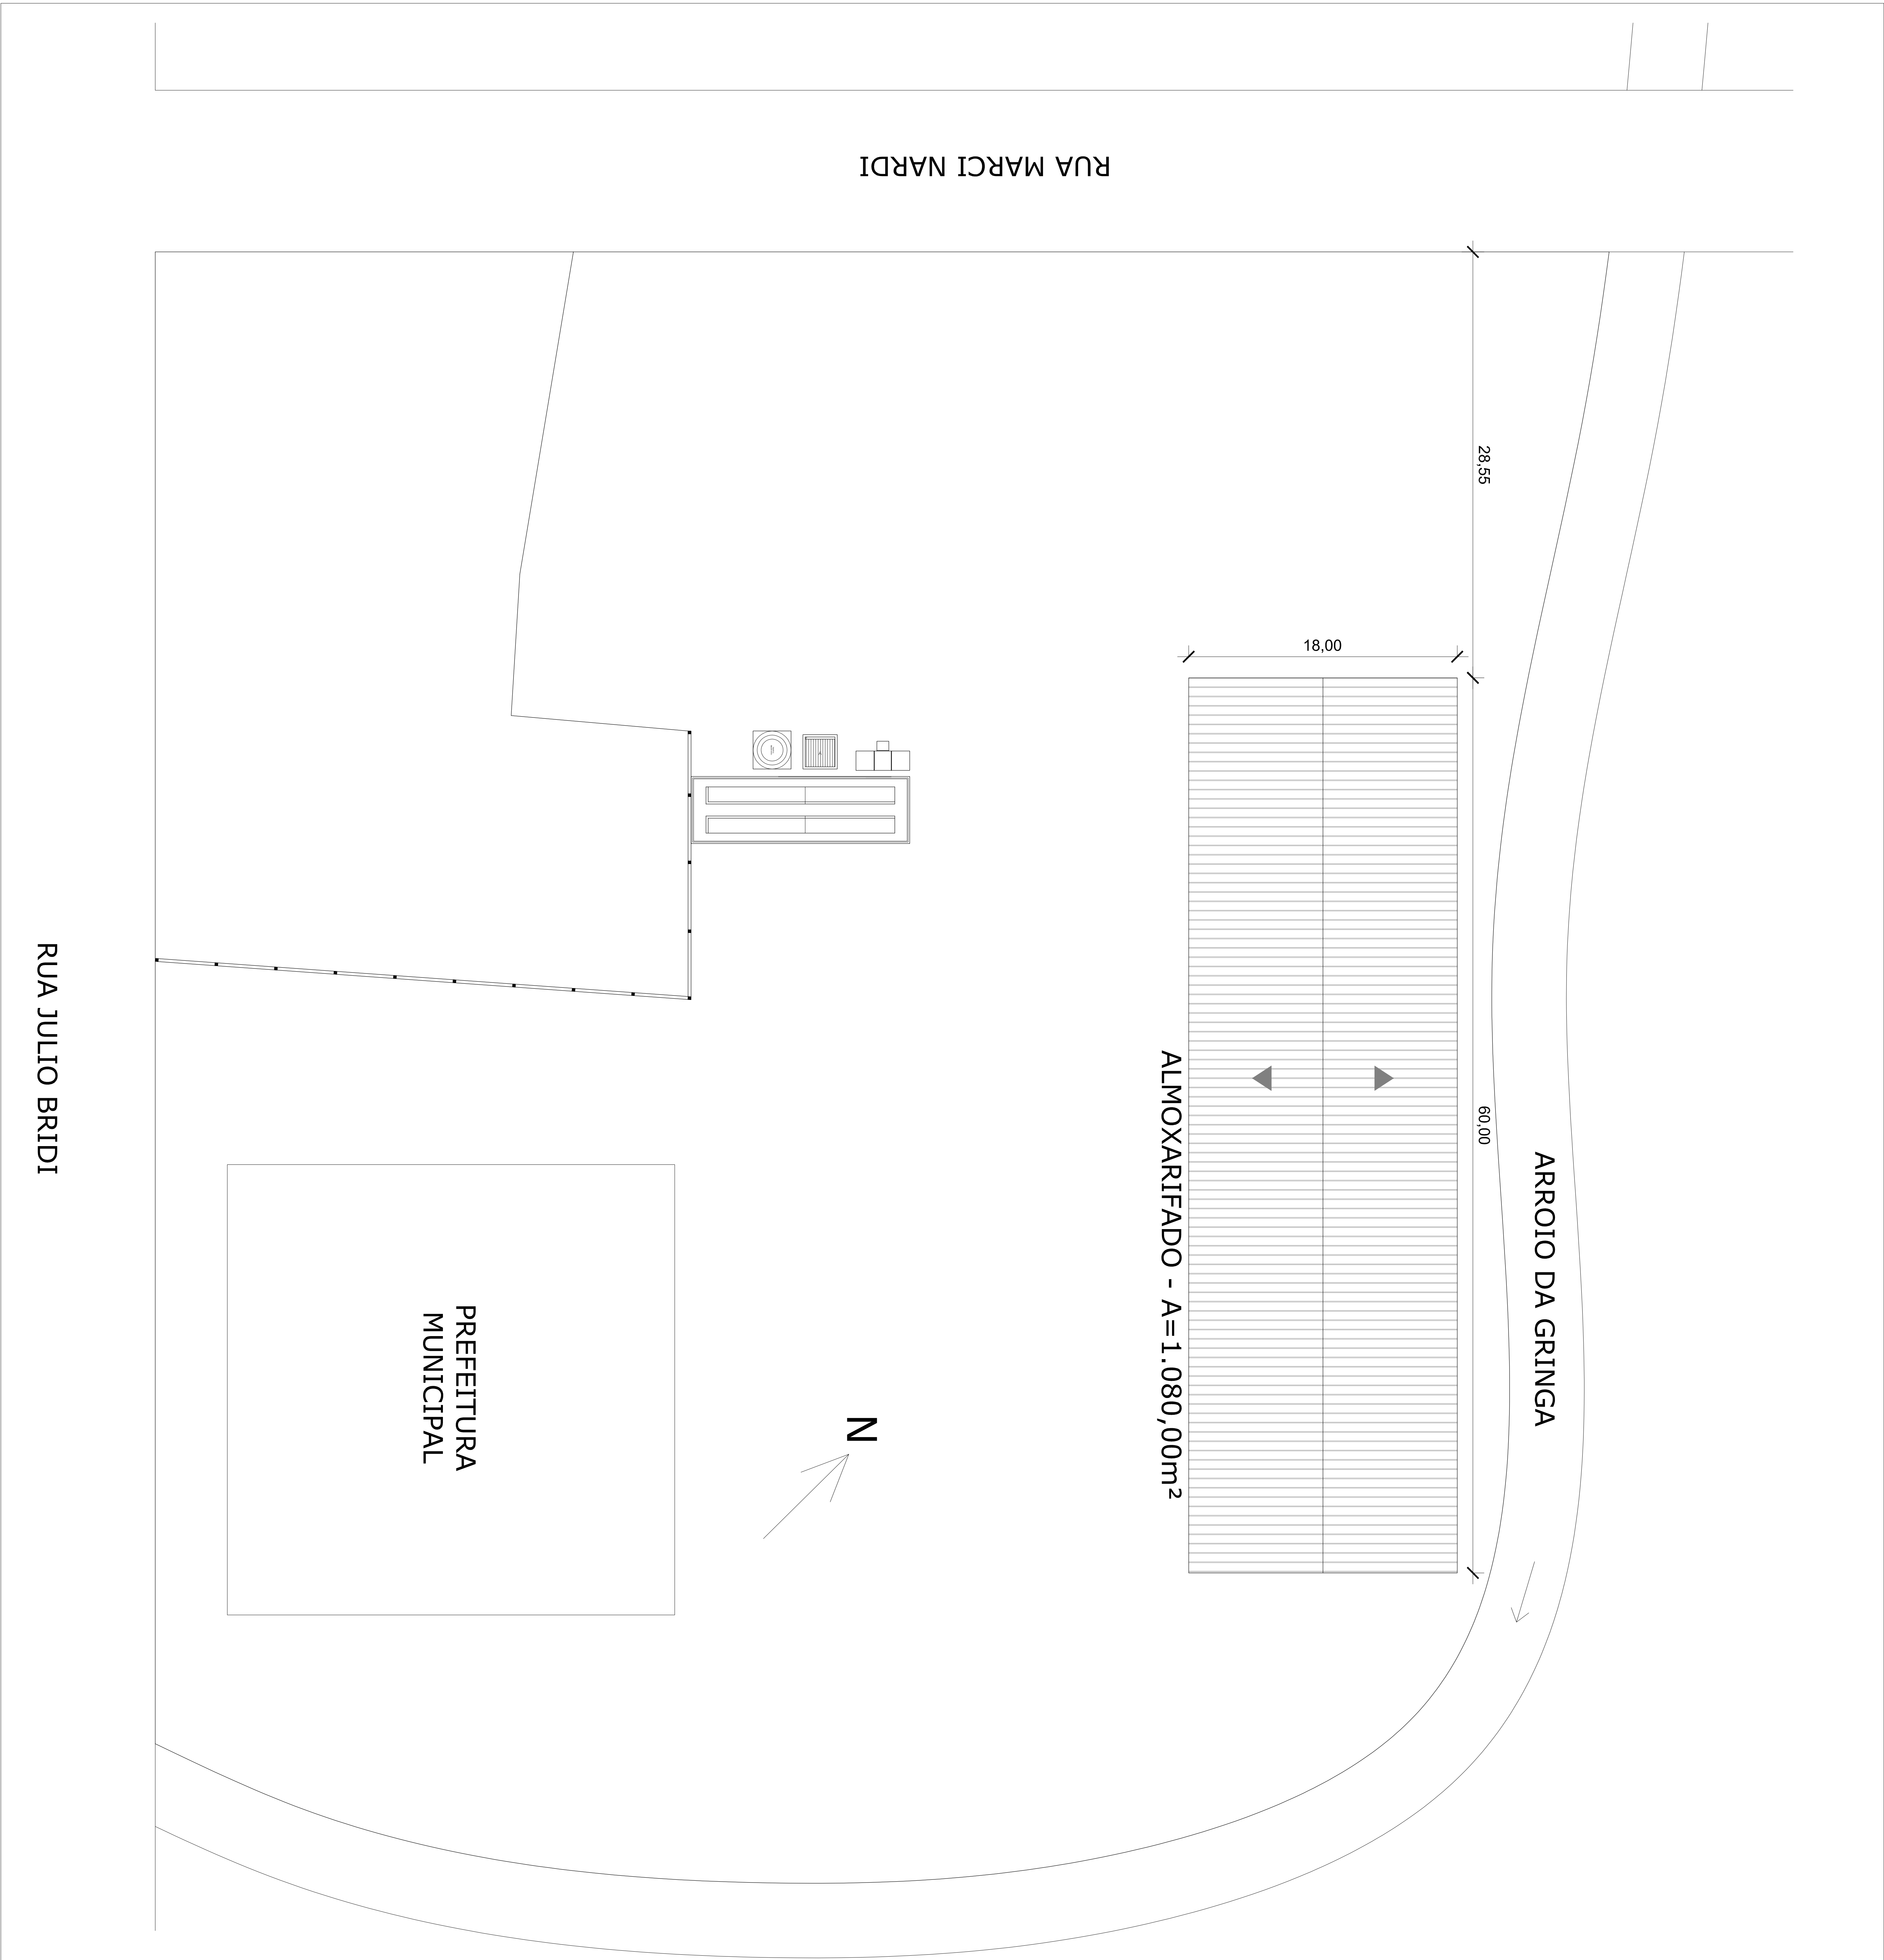 RUA MARCI NARDI
28,55
18,00
60,00
ALMOXARIFADO - A=1.080,00m²
ARROIO DA GRINGA
RUA JULIO BRIDI
PREFEITURA
MUNICIPAL
N